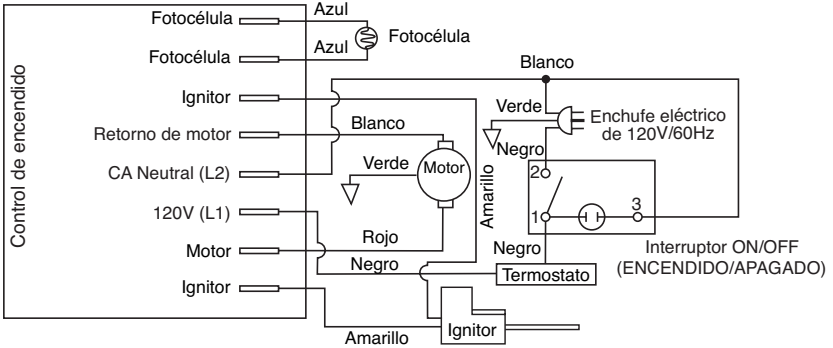 Control de encendido
Fotocélula
Azul
Fotocélula
Azul
Fotocélula
Ignitor
Retorno de motor
Blanco
CA Neutral (L2)
Verde
Motor
120V (L1)
Motor
Rojo
Negro
Ignitor
Amarillo
Amarillo
Ignitor
Blanco
Verde
Enchufe eléctrico
de 120V/60Hz
Negro
2
1
3
Negro
Interruptor ON/OFF
(ENCENDIDO/APAGADO)
Termostato